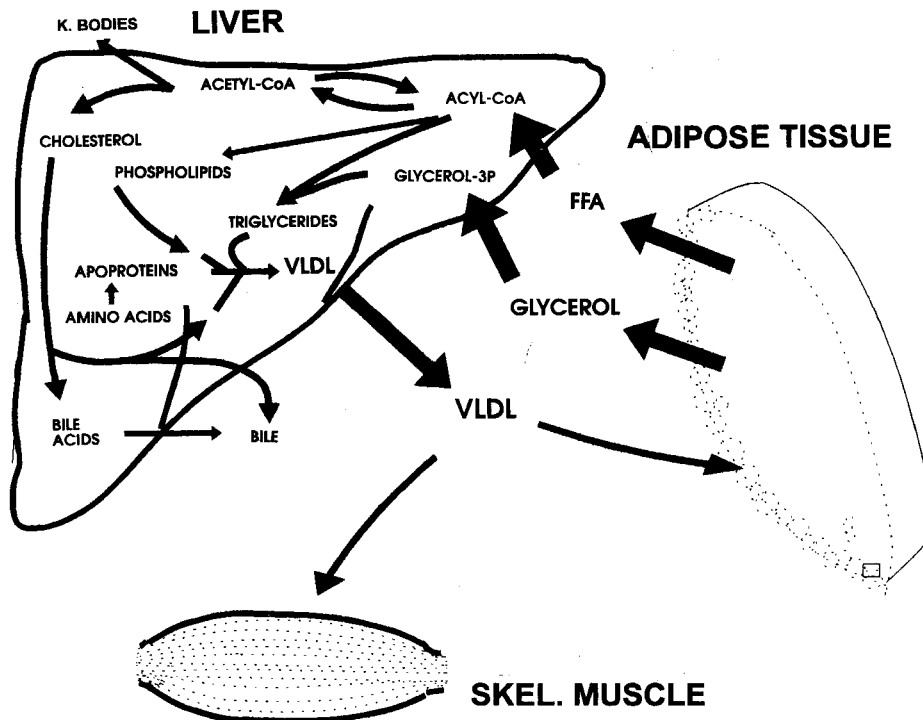 K. BODIES
LIVER
ACETYL-CoA
ACYL-CoA
ADIPOSE TISSUE
CHOLESTEROL
PHOSPHOLIPIDS
GLYCEROL-3P
FFA
TRIGLYCERIDES
APOPROTEINS
VLDL
AMINO ACIDS
GLYCEROL
VLDL
BILE
ACIDS
BILE
SKEL. MUSCLE